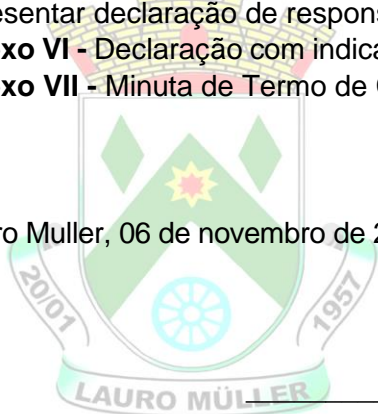 esentar declaração de respons
xo VI - Declaração com indica
xo VII - Minuta de Termo de
ro Muller, 06 de novembro de 2
20/01 1957
LAURO MÜLLER